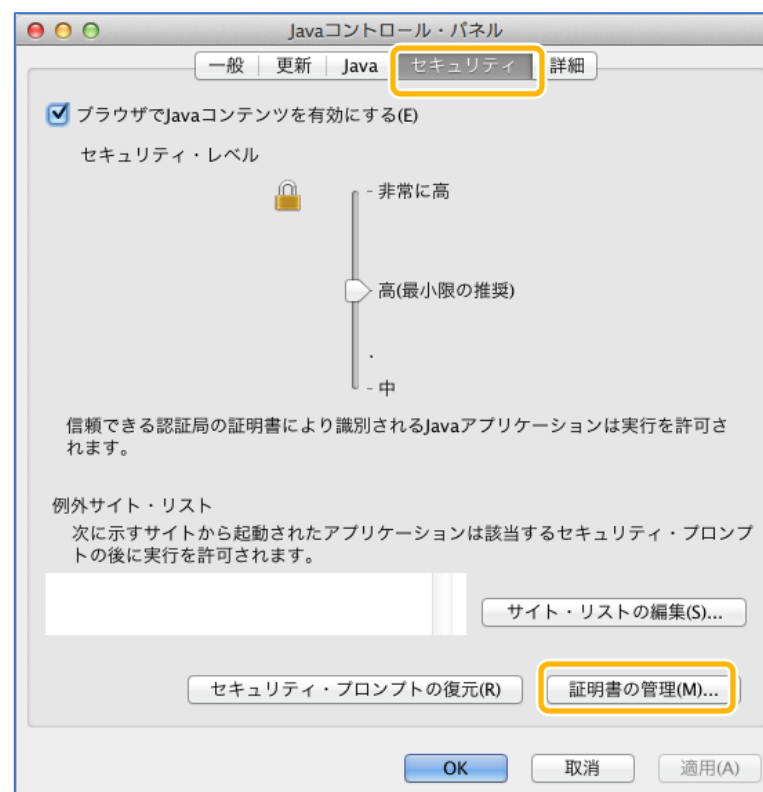 Javaコントロール・パネル
一般 更新 Java セキュリティ 詳細
ブラウザでJavaコンテンツを有効にする(E)
セキュリティ・レベル
- 非常に高
高(最小限の推奨)
- 中
信頼できる認証局の証明書により識別されるJavaアプリケーションは実行を許可さ
れます。
例外サイト・リスト
次に示すサイトから起動されたアプリケーションは該当するセキュリティ・プロンプ
トの後に実行を許可されます。
サイト・リストの編集(S)...
セキュリティ・プロンプトの復元(R) 証明書の管理(M)...
OK 取消 適用(A)